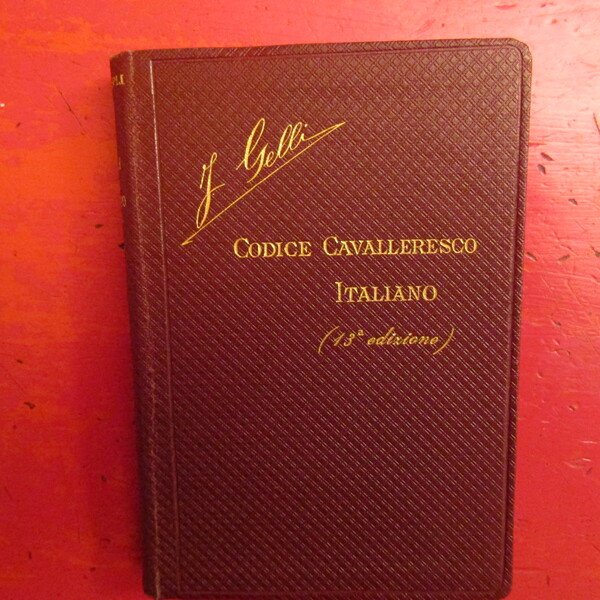 J Gelli
CODICE CAVALLERESCO
ITALIANO
(13ª edizione)